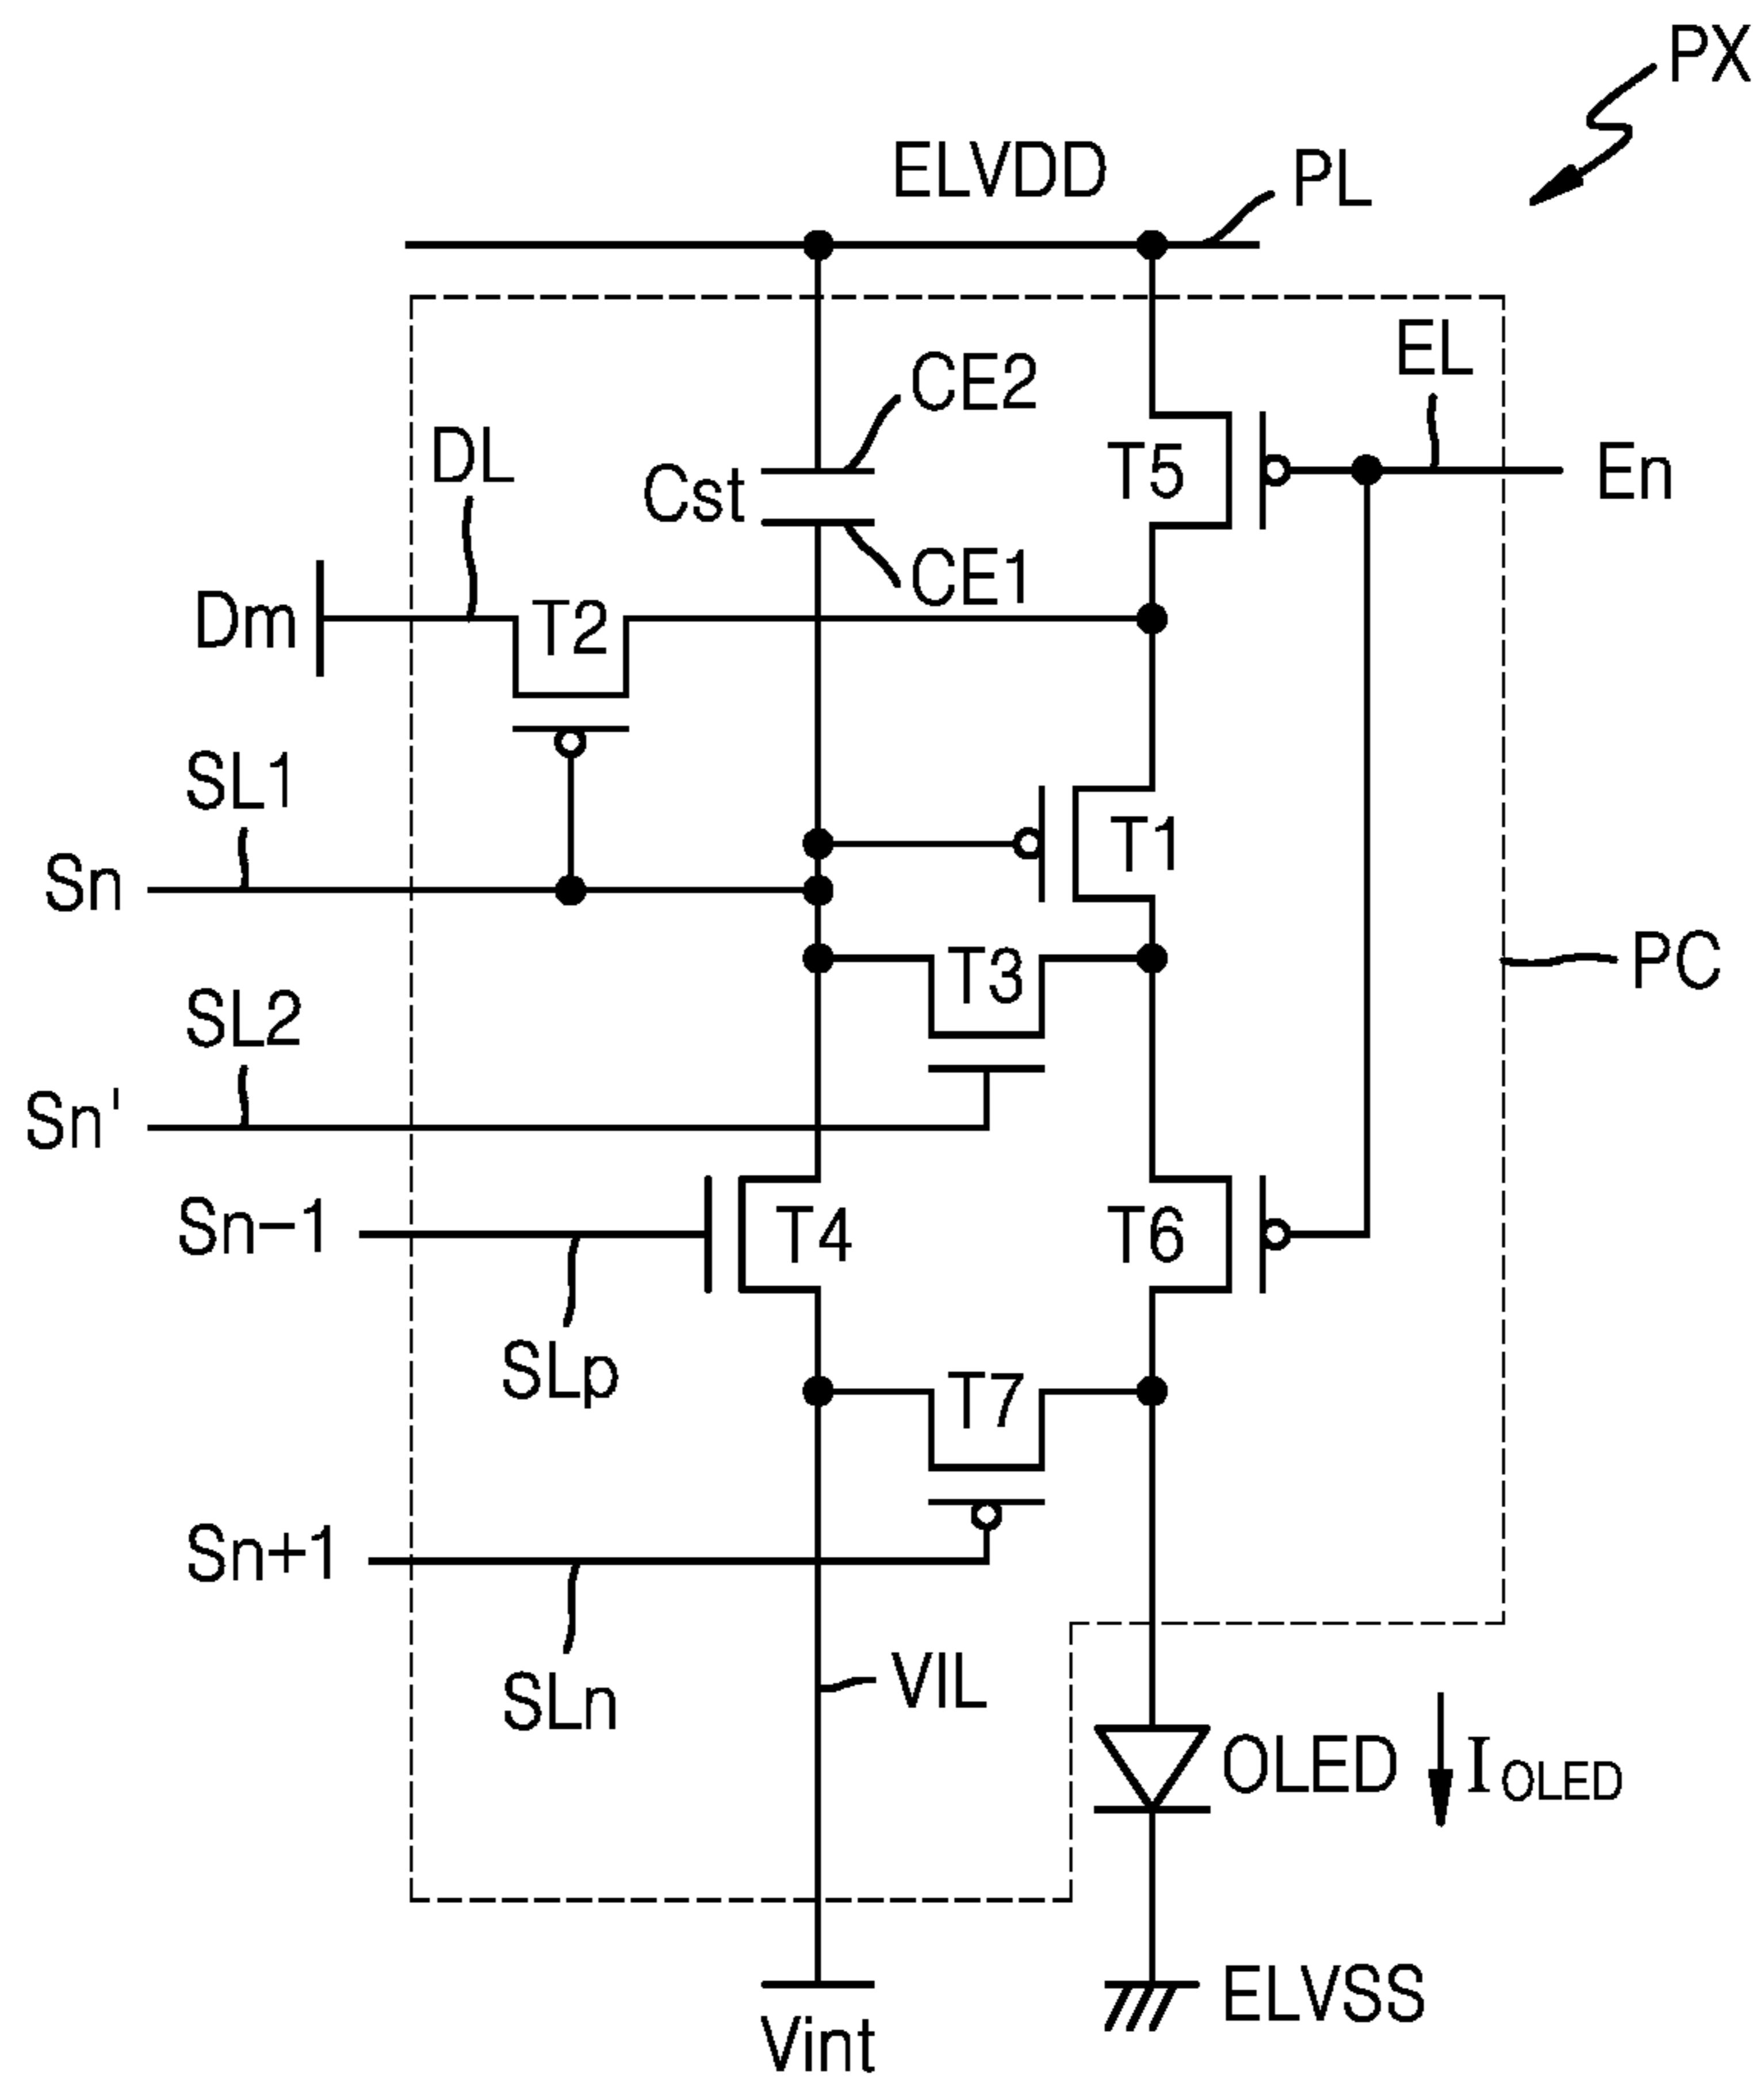 PX
ELVDD
PL
EL
CE2
DL
Cst
T5
En
CE1
Dm
T2
SL1
T1
Sn
T3
PC
SL2
Sn'
Sn−1
T4
T6
SLp
T7
Sn+1
VIL
SLn
OLED
I OLED
ELVSS
Vint